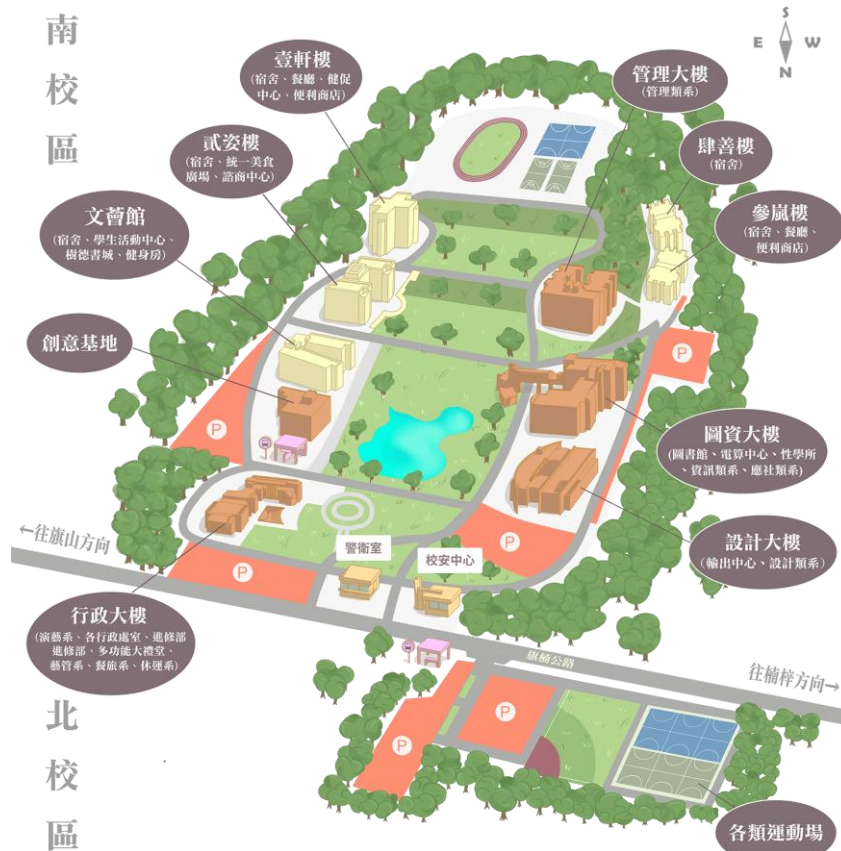 南校區
S
E W
N
壹軒樓
(宿舍、餐廳、健促
中心、便利商店)
管理大樓
(管理類系)
貳姿樓
(宿舍、統一美食
廣場、諮商中心)
肆善樓
(宿舍)
文薈館
(宿舍、學生活動中心、
樹德書城、健身房)
參嵐樓
(宿舍、餐廳、
便利商店)
創意基地
P
P
圖資大樓
(圖書館、電算中心、性學所
、資訊類系、應社類系)
←往旗山方向
警衛室
校安中心
P
P
設計大樓
(輸出中心、設計類系)
行政大樓
(演藝系、各行政處室、進修部
進修部、多功能大禮堂、
藝管系、餐旅系、休運系)
旗楠公路
往楠梓方向→
北校區
P
P
各類運動場